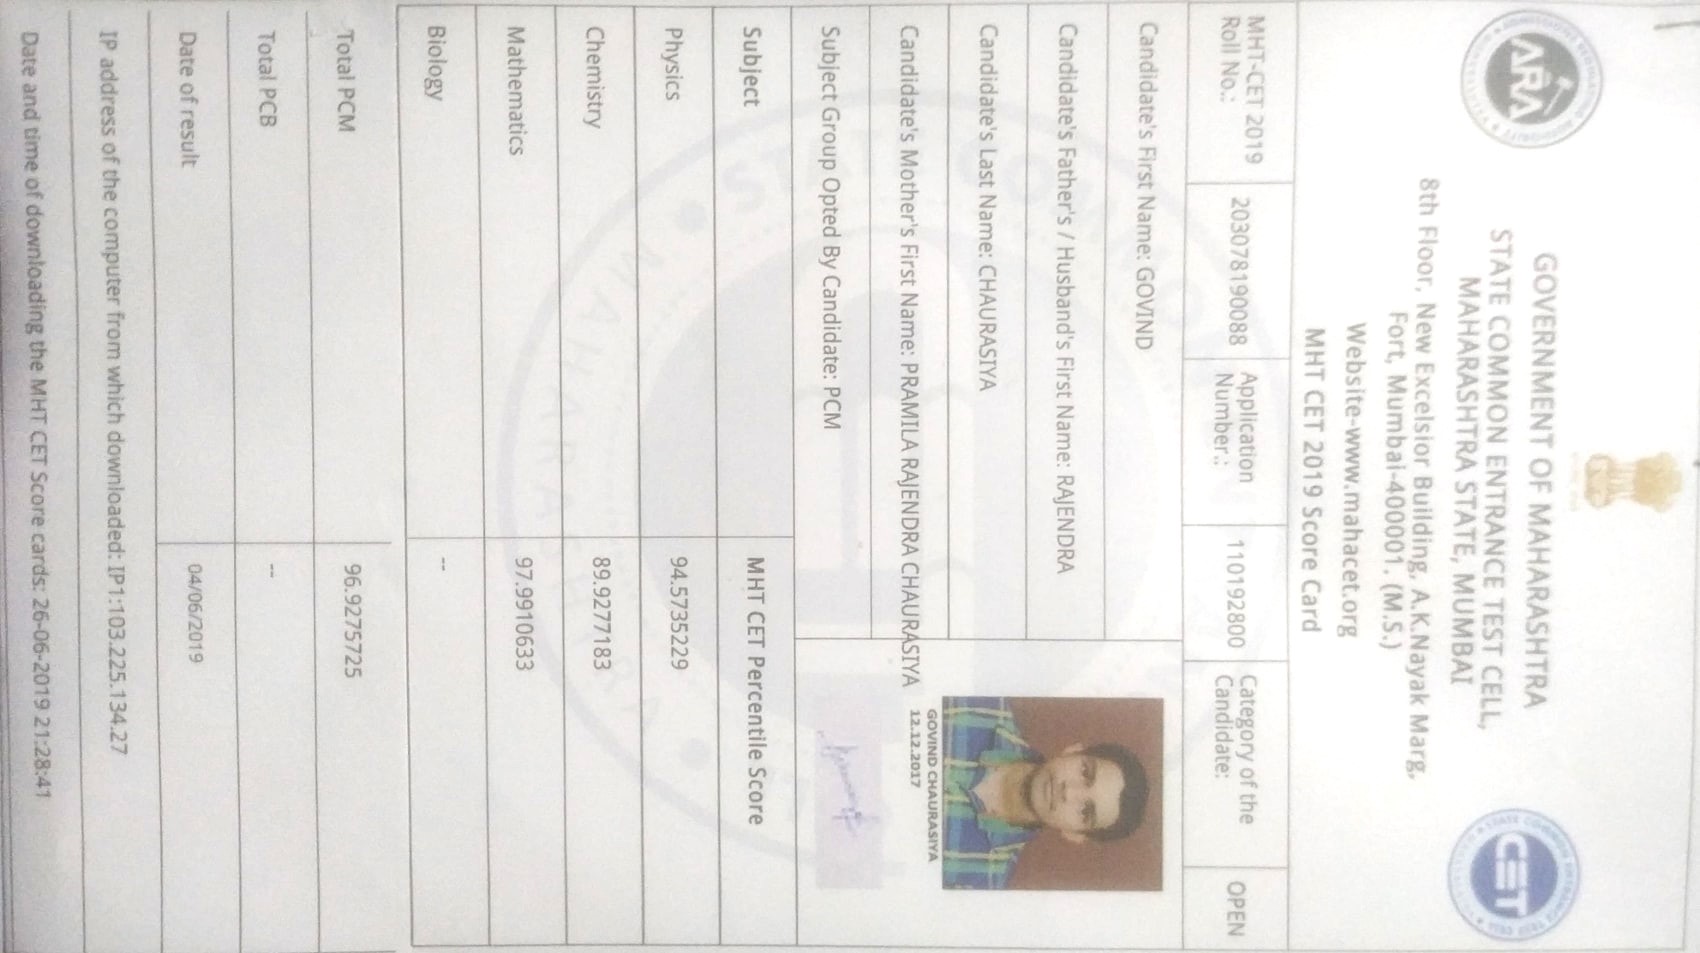 ARA
GOVERNMENT OF MAHARASHTRA
STATE COMMON ENTRANCE TEST CELL,
MAHARASHTRA STATE, MUMBAI
8th Floor, New Excelsior Building, A.K.Nayak Marg,
Fort, Mumbai-400001. (M.S.)
Website-www.mahacet.org
MHT CET 2019 Score Card
CET
MHT-CET 2019 Roll No.: 20307819088 Application Number.: 110192800 Category of the Candidate: OPEN
Candidate's First Name: GOVIND
Candidate's Father's / Husband's First Name: RAJENDRA
Candidate's Last Name: CHAURASIYA
Candidate's Mother's First Name: PRAMILA RAJENDRA CHAURASIYA
Subject Group Opted By Candidate: PCM
GOVIND CHAURASIYA
12.12.2017
Subject MHT CET Percentile Score
Physics 94.5735229
Chemistry 89.9277183
Mathematics 97.9910633
Biology --
Total PCM 96.9275725
Total PCB --
Date of result 04/06/2019
IP address of the computer from which downloaded: IP1:103.225.134.27
Date and time of downloading the MHT CET Score cards: 26-06-2019 21:28:41